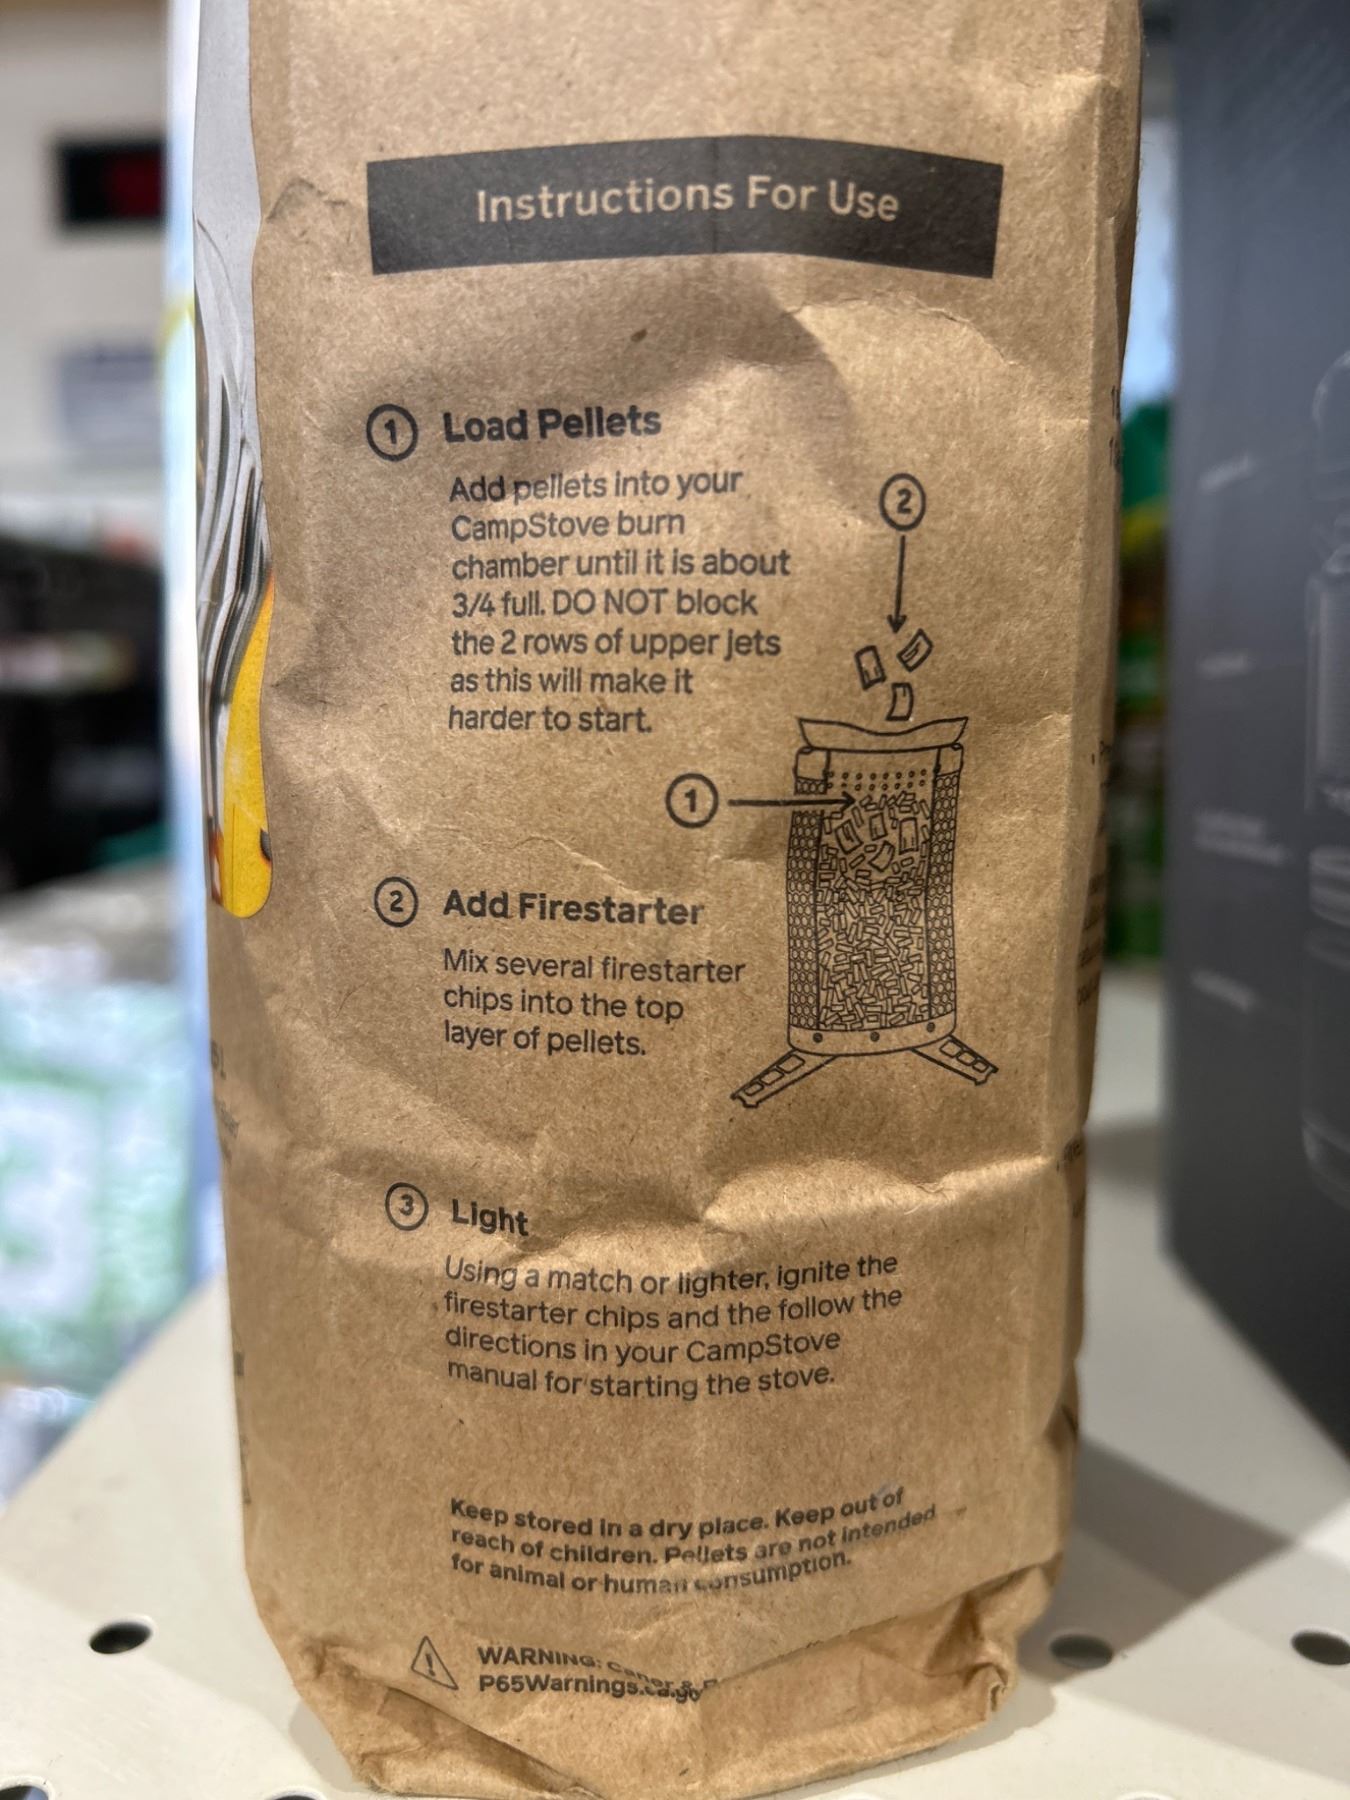 Instructions For Use
1 Load Pellets
Add pellets into your
CampStove burn
chamber until it is about
3/4 full. DO NOT block
the 2 rows of upper jets
as this will make it
harder to start.
2
1
2 Add Firestarter
Mix several firestarter
chips into the top
layer of pellets.
3 Light
Using a match or lighter, ignite the
firestarter chips and the follow the
directions in your CampStove
manual for starting the stove.
Keep stored in a dry place. Keep out of
reach of children. Pellets are not intended
for animal or human consumption.
WARNING:
P65Warnings.ca.gov